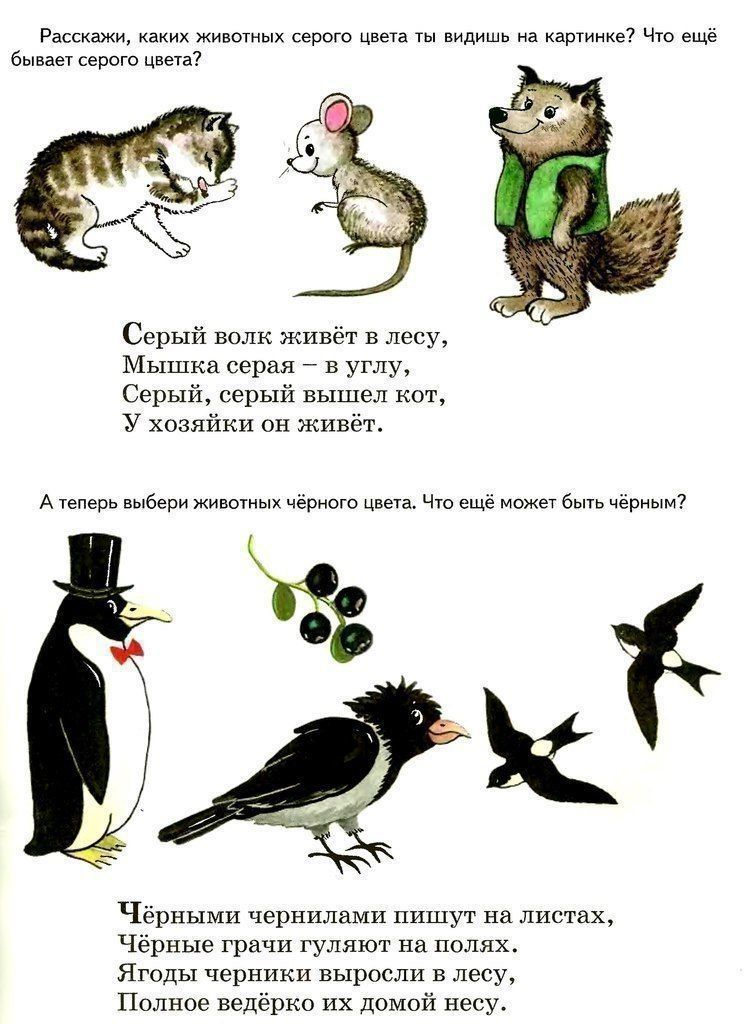 Расскажи, каких животных серого цвета ты видишь на картинке? Что ещё
бывает серого цвета?
Серый волк живёт в лесу,
Мышка серая – в углу,
Серый, серый вышел кот,
У хозяйки он живёт.
А теперь выбери животных чёрного цвета. Что ещё может быть чёрным?
Чёрными чернилами пишут на листах,
Чёрные грачи гуляют на полях.
Ягоды черники выросли в лесу,
Полное ведёрко их домой несу.